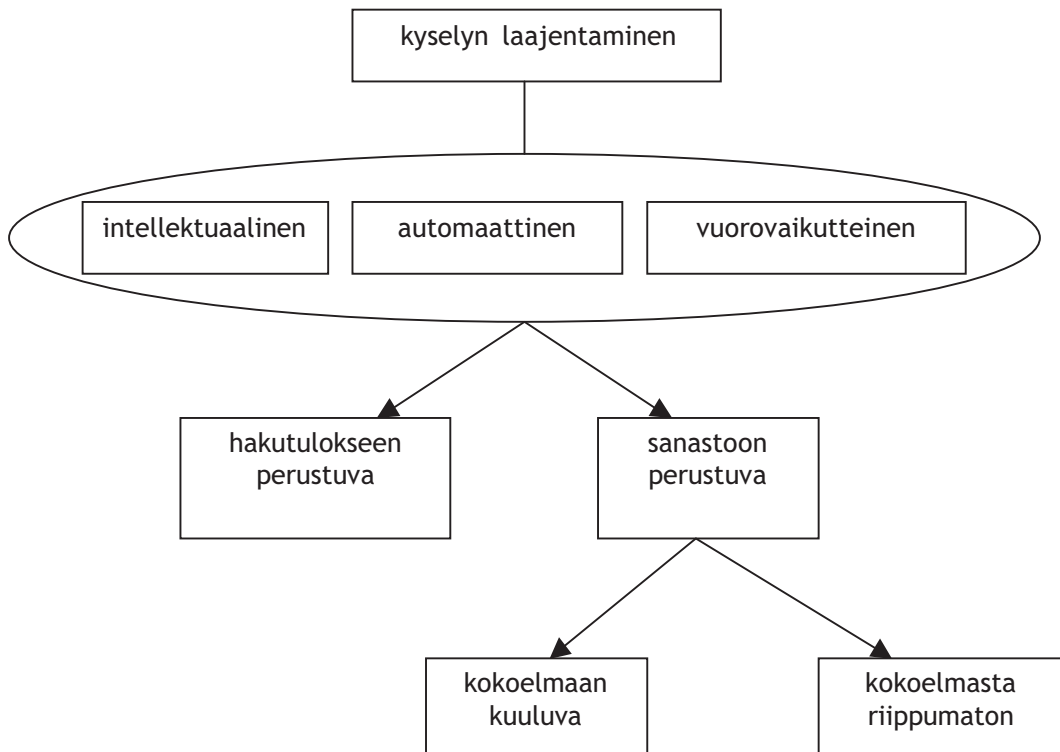 kyselyn laajentaminen
intellektuaalinen
automaattinen
vuorovaikutteinen
hakutulokseen
perustuva
sanastoon
perustuva
kokoelmaan
kuuluva
kokoelmasta
riippumaton